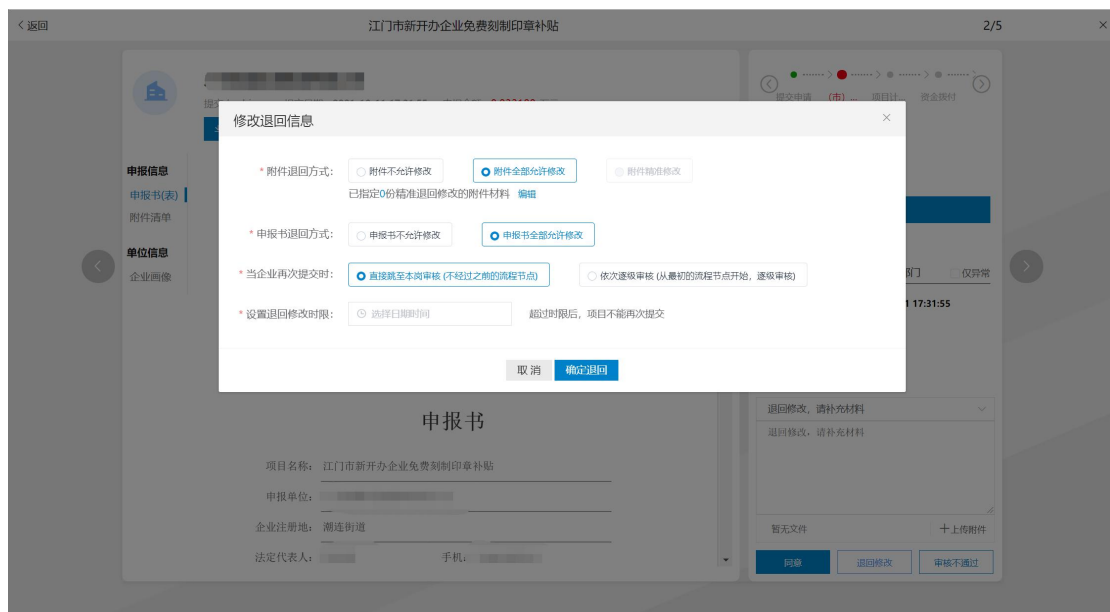 返回
江门市新开办企业免费刻制印章补贴
2/5
提交申请
(市) ...
项目计...
资金拨付
修改退回信息
* 附件退回方式： 附件不允许修改 附件全部允许修改 附件精准修改
已指定0份精准退回修改的附件材料 编辑
* 申报书退回方式： 申报书不允许修改 申报书全部允许修改
* 当企业再次提交时： 直接跳至本岗审核 (不经过之前的流程节点) 依次逐级审核 (从最初的流程节点开始，逐级审核)
* 设置退回修改时限： 选择日期时间 超过时限后，项目不能再次提交
取消 确定退回
申报信息
申报书(表)
附件清单
单位信息
企业画像
仅异常
17:31:55
申报书
项目名称： 江门市新开办企业免费刻制印章补贴
申报单位：
企业注册地： 潮连街道
法定代表人： 手机：
退回修改，请补充材料
退回修改，请补充材料
暂无文件 上传附件
同意 退回修改 审核不通过